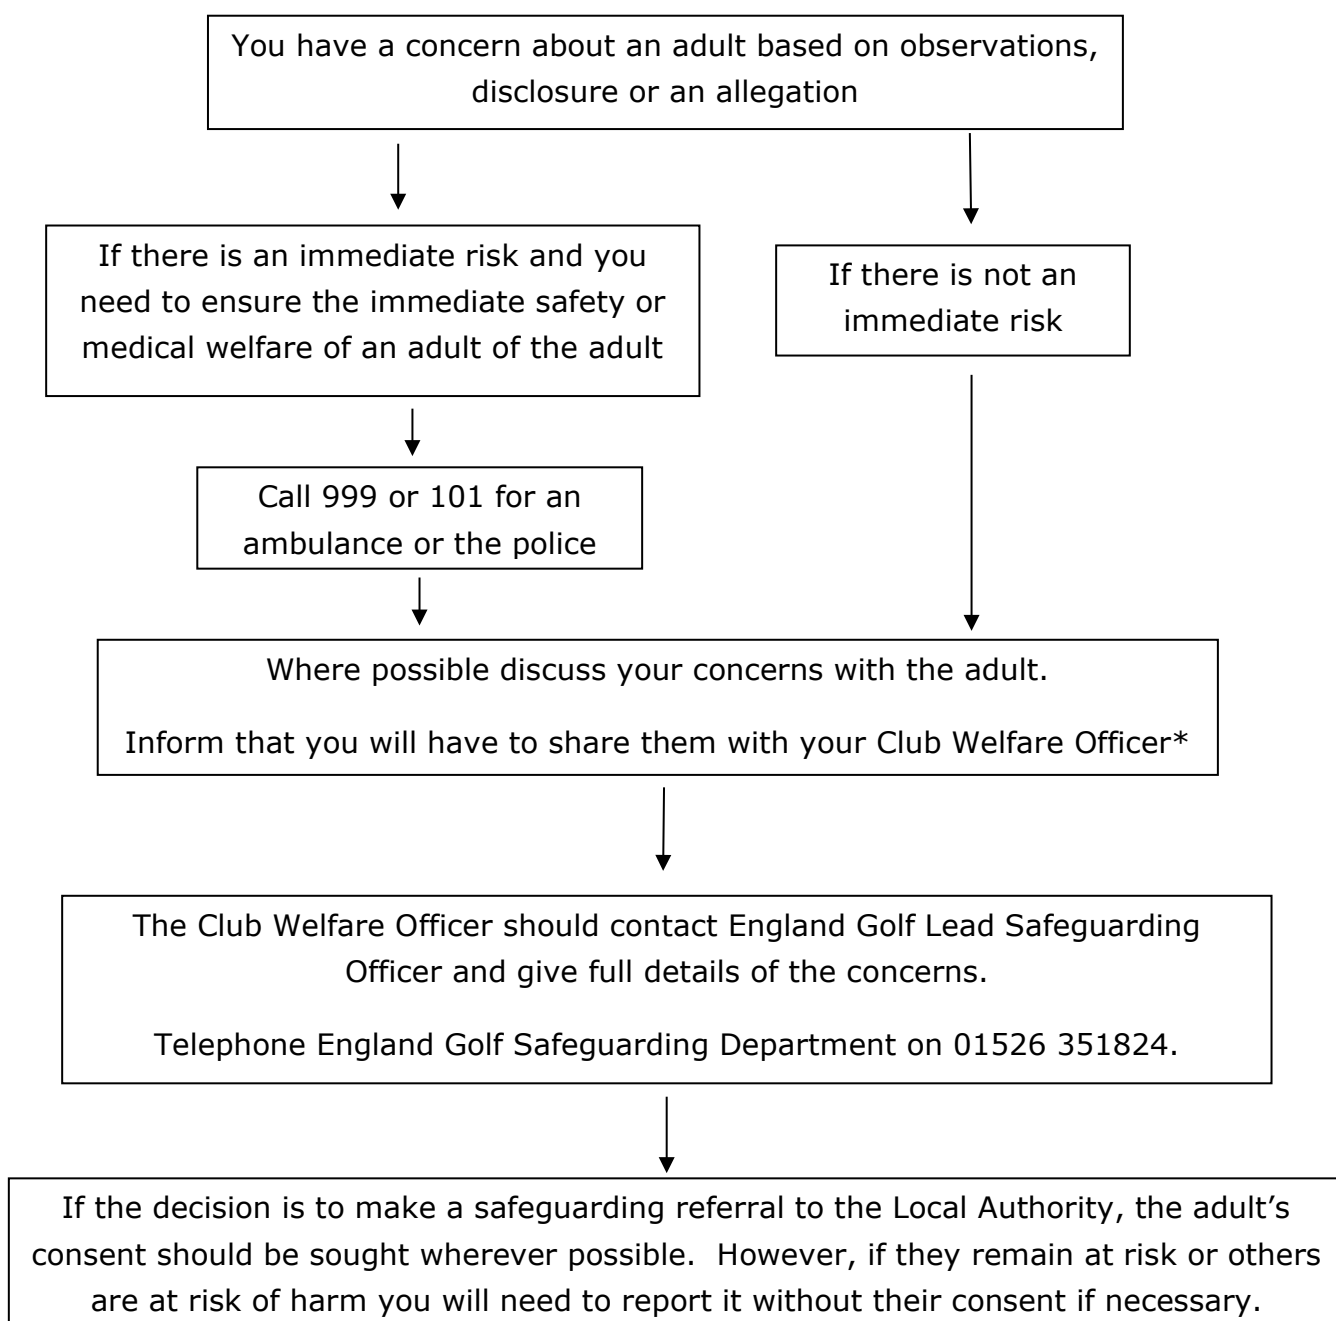 You have a concern about an adult based on observations,
disclosure or an allegation
If there is an immediate risk and you
need to ensure the immediate safety or
medical welfare of an adult of the adult
If there is not an
immediate risk
Call 999 or 101 for an
ambulance or the police
Where possible discuss your concerns with the adult.
Inform that you will have to share them with your Club Welfare Officer*
The Club Welfare Officer should contact England Golf Lead Safeguarding
Officer and give full details of the concerns.
Telephone England Golf Safeguarding Department on 01526 351824.
If the decision is to make a safeguarding referral to the Local Authority, the adult’s
consent should be sought wherever possible.  However, if they remain at risk or others
are at risk of harm you will need to report it without their consent if necessary.